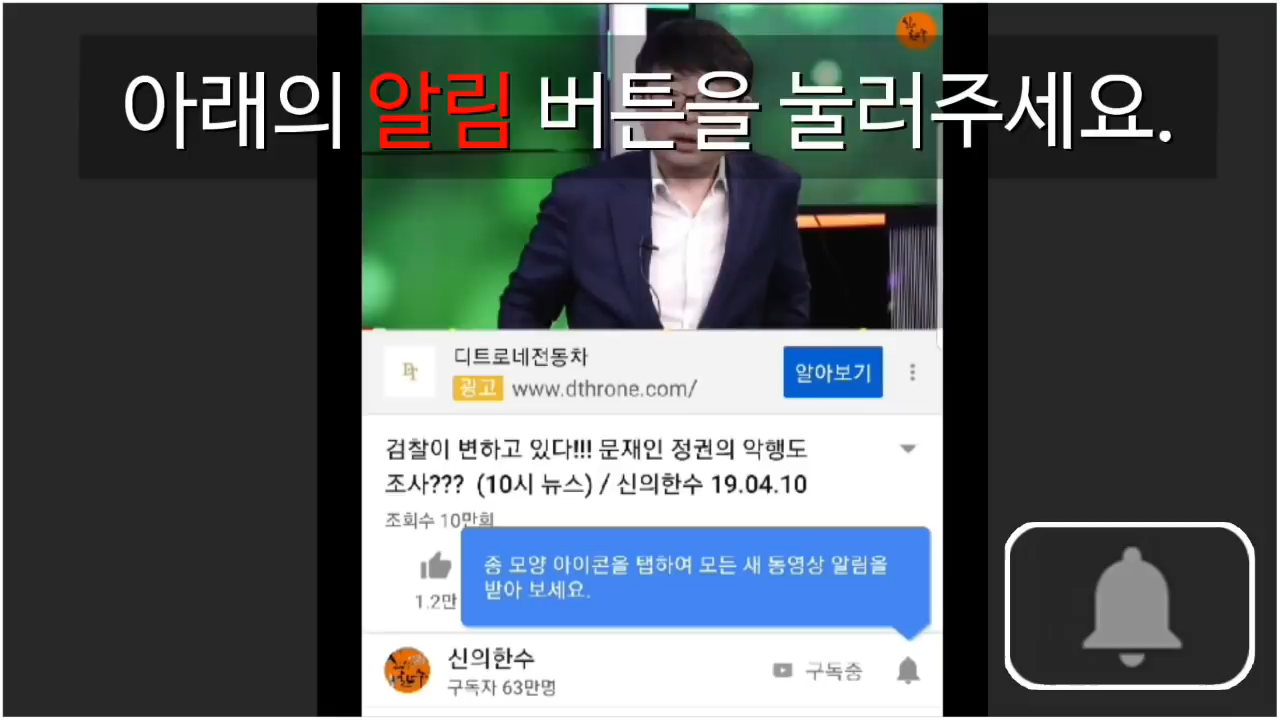 아래의 알림 버튼을 눌러주세요.
디트로네전동차
알아보기
광고 www.dthrone.com/
검찰이 변하고 있다!!! 문재인 정권의 악행도
조사??? (10시 뉴스) / 신의한수 19.04.10
조회수 10만회
종 모양 아이콘을 탭하여 모든 새 동영상 알림을
받아 보세요.
1.2만
신의한수
구독중
구독자 63만명